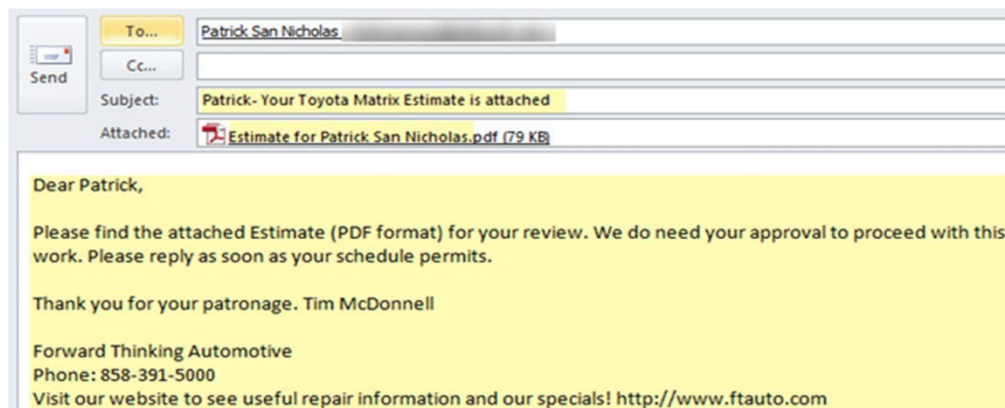 To...
Patrick San Nicholas
Cc...
Send
Subject:
Patrick- Your Toyota Matrix Estimate is attached
Attached:
Estimate for Patrick San Nicholas.pdf (79 KB)
Dear Patrick,
Please find the attached Estimate (PDF format) for your review. We do need your approval to proceed with this
work. Please reply as soon as your schedule permits.
Thank you for your patronage. Tim McDonnell
Forward Thinking Automotive
Phone: 858-391-5000
Visit our website to see useful repair information and our specials! http://www.ftauto.com